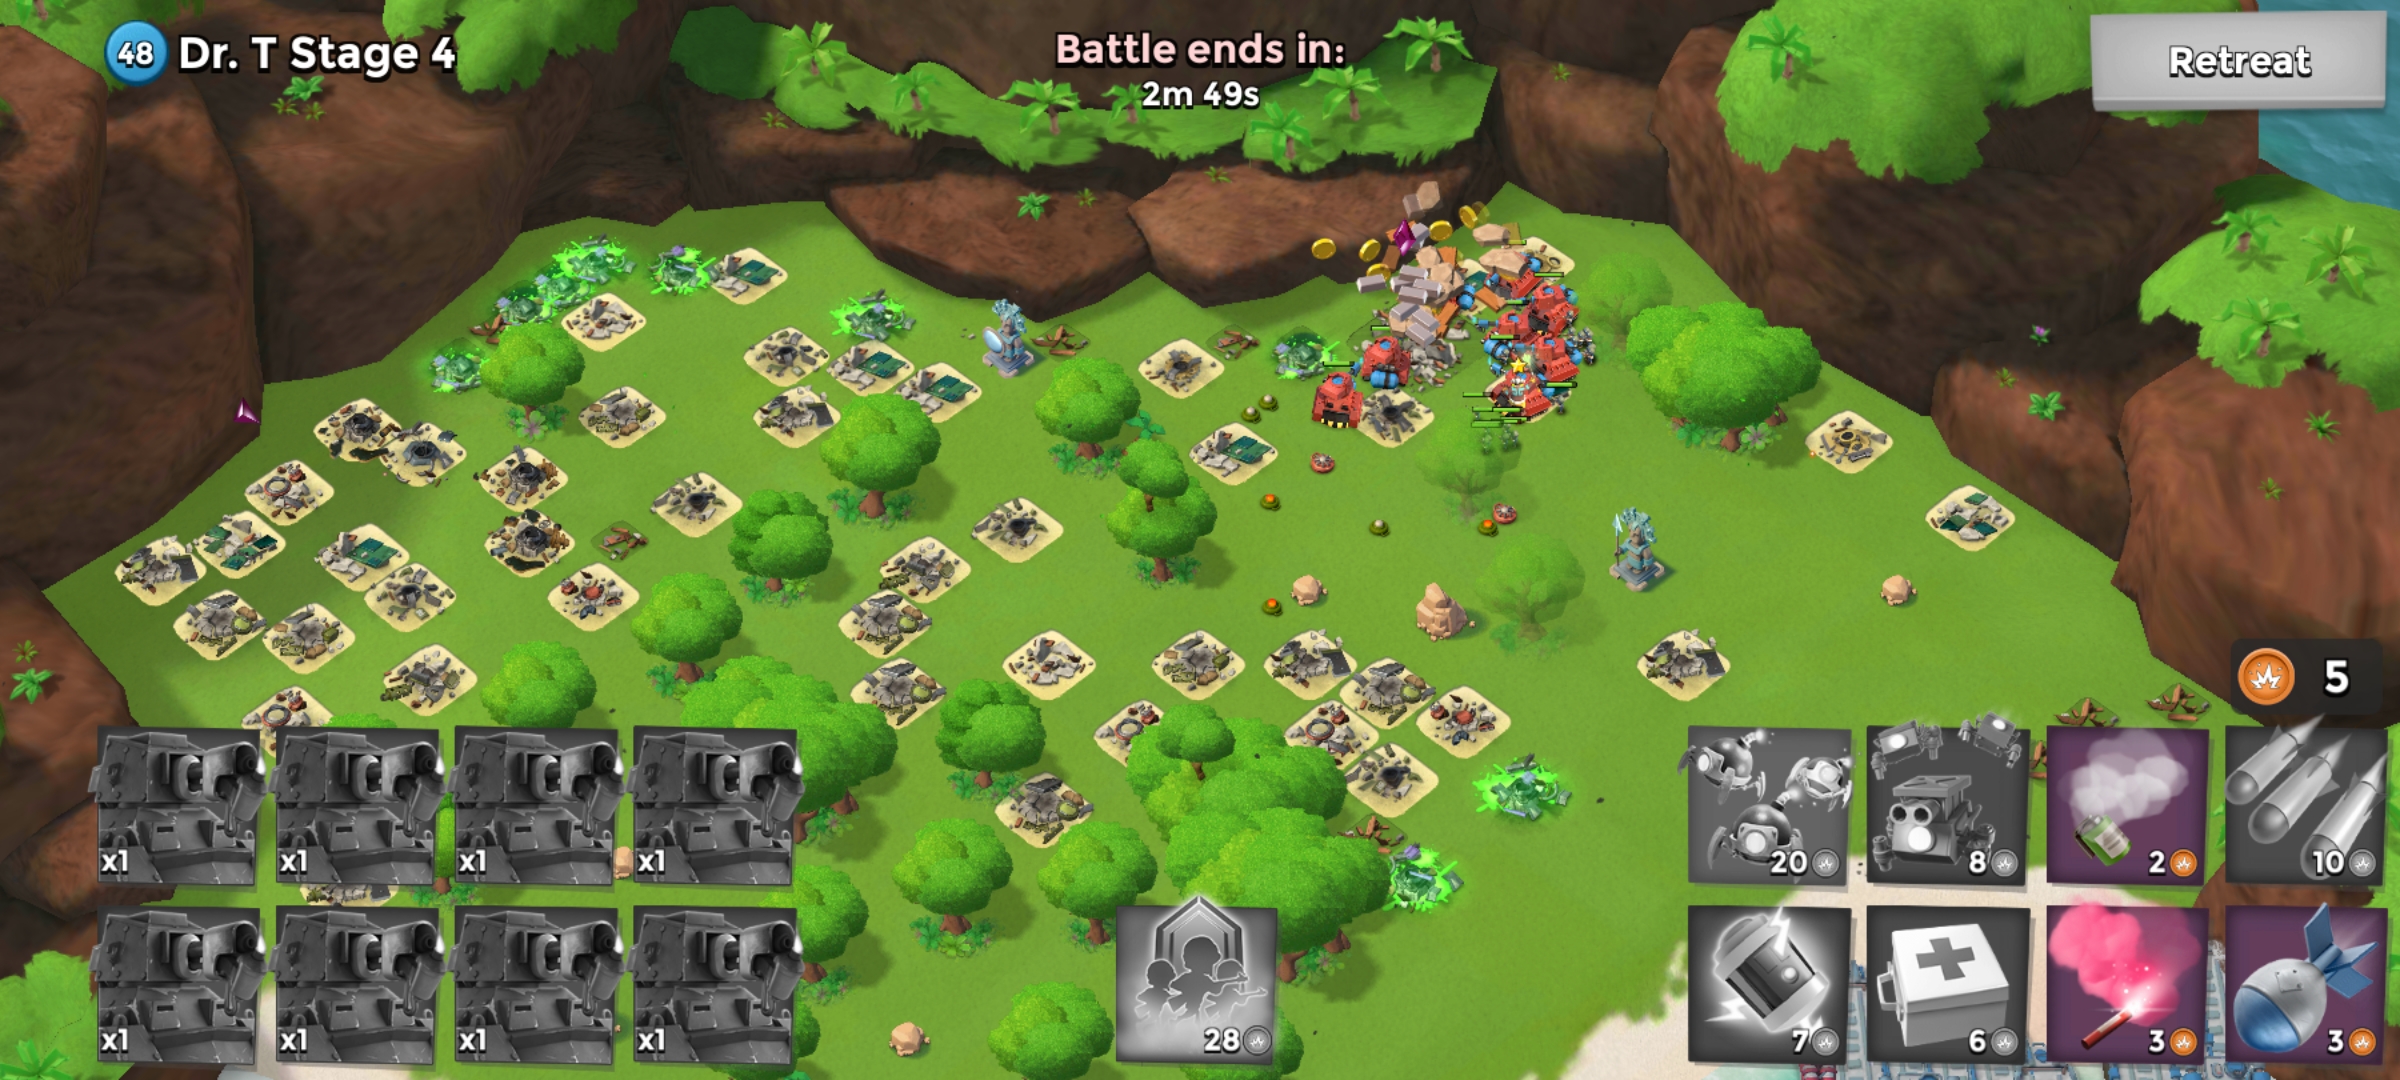 48 Dr. T Stage 4
Battle ends in:
2m 49s
Retreat
5
x1 x1 x1 x1
20 8 2 10
x1 x1 x1 x1
28
7 6 3 3